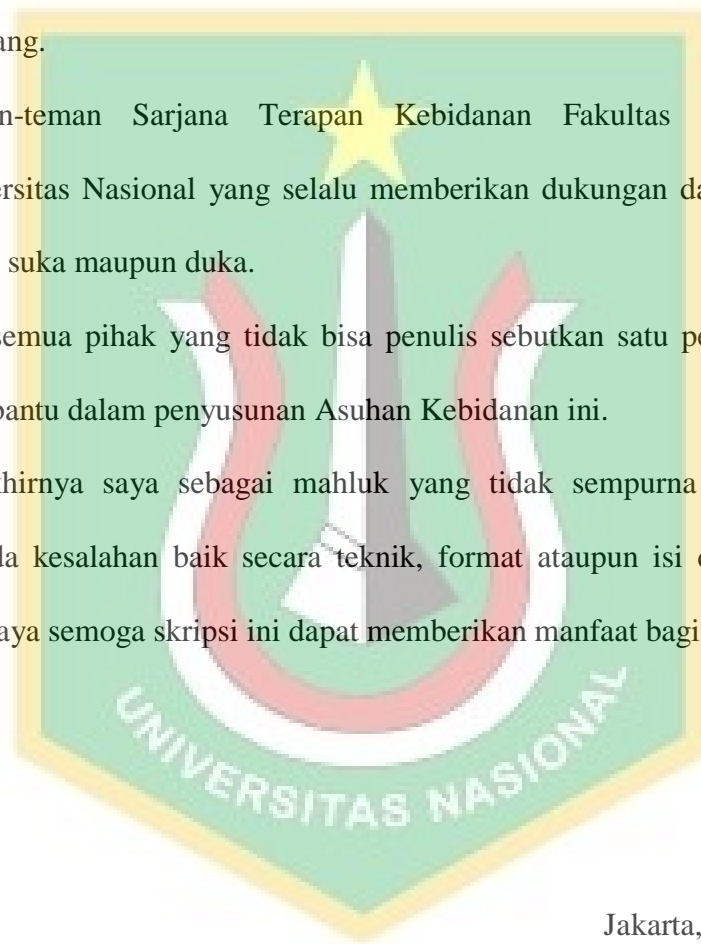 ang.
n-teman Sarjana Terapan Kebidanan Fakultas
ersitas Nasional yang selalu memberikan dukungan da
suka maupun duka.
semua pihak yang tidak bisa penulis sebutkan satu pe
bantu dalam penyusunan Asuhan Kebidanan ini.
khirnya saya sebagai mahluk yang tidak sempurna
da kesalahan baik secara teknik, format ataupun isi
aya semoga skripsi ini dapat memberikan manfaat bagi
UNIVERSITAS NASIONAL
Jakarta,